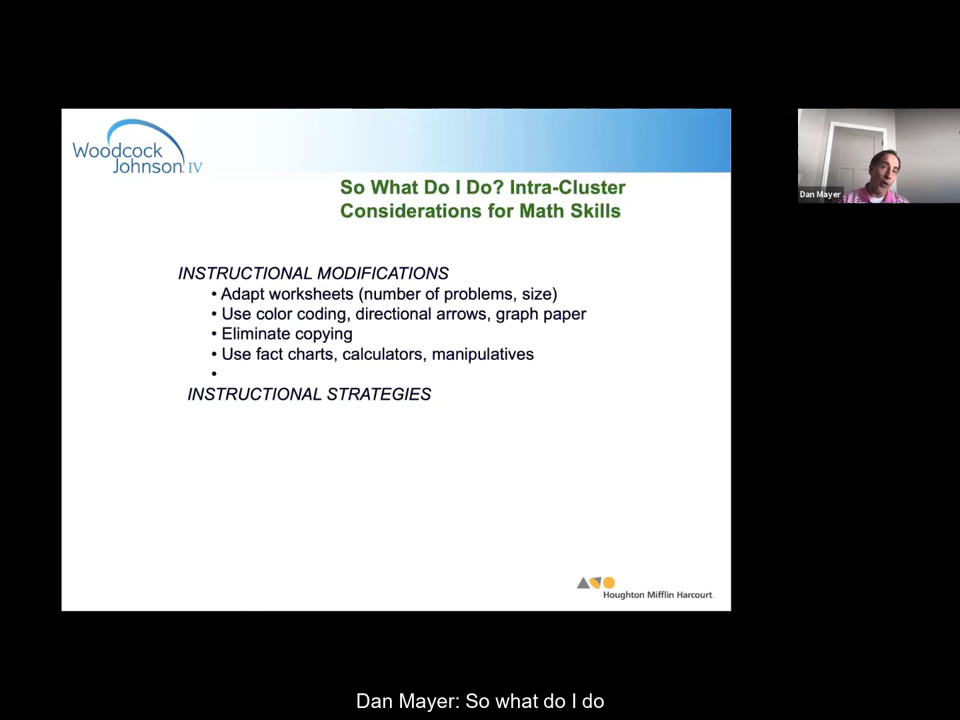 Woodcock
Johnson IV
So What Do I Do? Intra-Cluster
Considerations for Math Skills
Dan Mayer
INSTRUCTIONAL MODIFICATIONS
• Adapt worksheets (number of problems, size)
• Use color coding, directional arrows, graph paper
• Eliminate copying
• Use fact charts, calculators, manipulatives
•
INSTRUCTIONAL STRATEGIES
Houghton Mifflin Harcourt
Dan Mayer: So what do I do